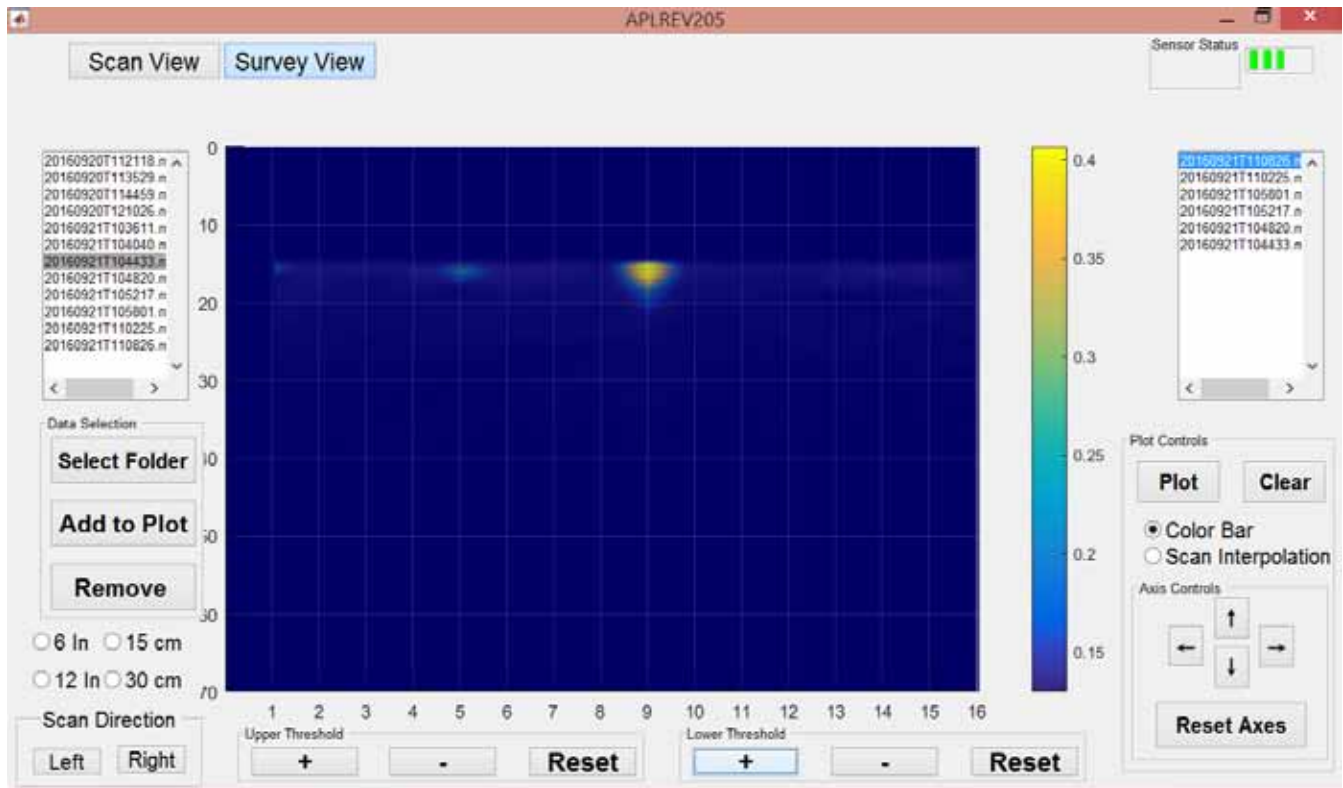 APLREV205
Scan View
Survey View
Sensor Status
20160920T112118.m
20160920T113529.m
20160920T114459.m
20160920T121026.m
20160921T103611.m
20160921T104040.m
20160921T104433.m
20160921T104820.m
20160921T105217.m
20160921T105801.m
20160921T110225.m
20160921T110826.m
Data Selection
Select Folder
Add to Plot
Remove
6 In
15 cm
12 In
30 cm
Scan Direction
Left
Right
0
10
20
30
40
50
60
70
1 2 3 4 5 6 7 8 9 10 11 12 13 14 15 16
Upper Threshold
+
-
Reset
Lower Threshold
+
-
Reset
0.4
0.35
0.3
0.25
0.2
0.15
20160921T110826.m
20160921T110225.m
20160921T105801.m
20160921T105217.m
20160921T104820.m
20160921T104433.m
Plot Controls
Plot
Clear
Color Bar
Scan Interpolation
Axis Controls
↑
← →
↓
Reset Axes